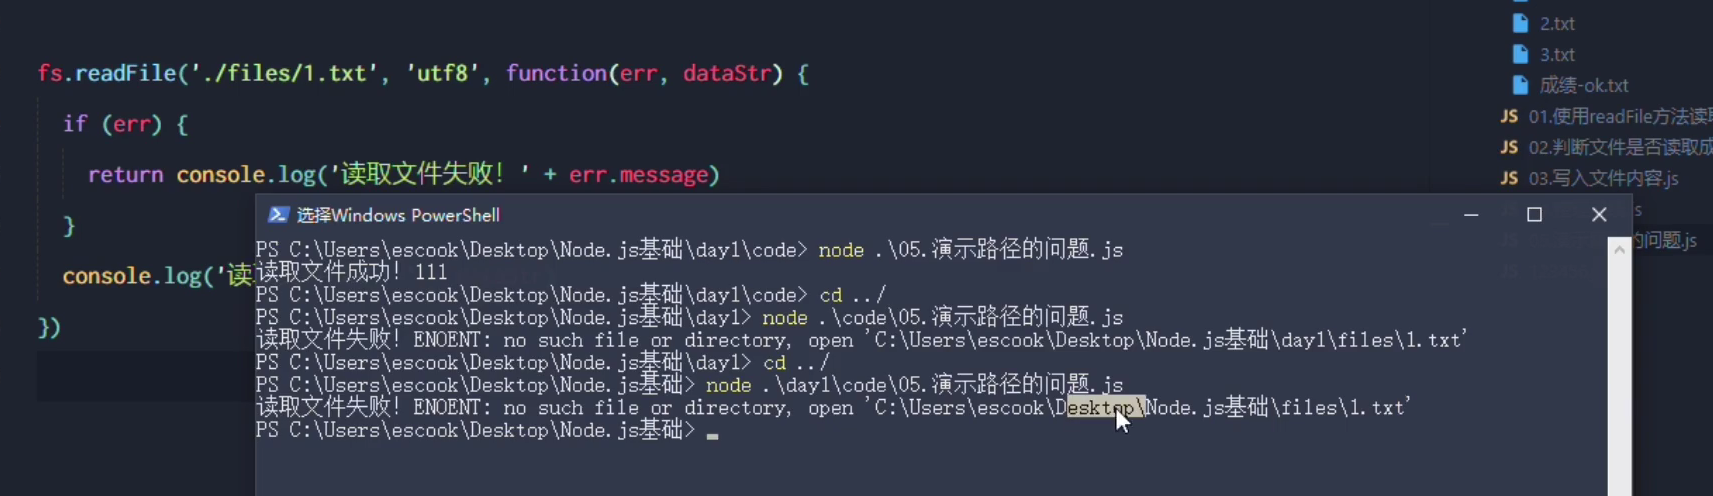 fs.readFile('./files/1.txt', 'utf8', function(err, dataStr) {
if (err) {
return console.log('读取文件失败！' + err.message)
}
console.log('读
})
2.txt
3.txt
成绩-ok.txt
JS 01.使用readFile方法读
JS 02.判断文件是否读取成
JS 03.写入文件内容.js
的问题.js
选择Windows PowerShell
PS C:\Users\escook\Desktop\Node.js基础\day1\code> node .\05.演示路径的问题.js
读取文件成功！111
PS C:\Users\escook\Desktop\Node.js基础\day1\code> cd ../
PS C:\Users\escook\Desktop\Node.js基础\day1> node .\code\05.演示路径的问题.js
读取文件失败！ENOENT: no such file or directory, open 'C:\Users\escook\Desktop\Node.js基础\day1\files\1.txt'
PS C:\Users\escook\Desktop\Node.js基础\day1> cd ../
PS C:\Users\escook\Desktop\Node.js基础> node .\day1\code\05.演示路径的问题.js
读取文件失败！ENOENT: no such file or directory, open 'C:\Users\escook\Desktop\Node.js基础\files\1.txt'
PS C:\Users\escook\Desktop\Node.js基础>